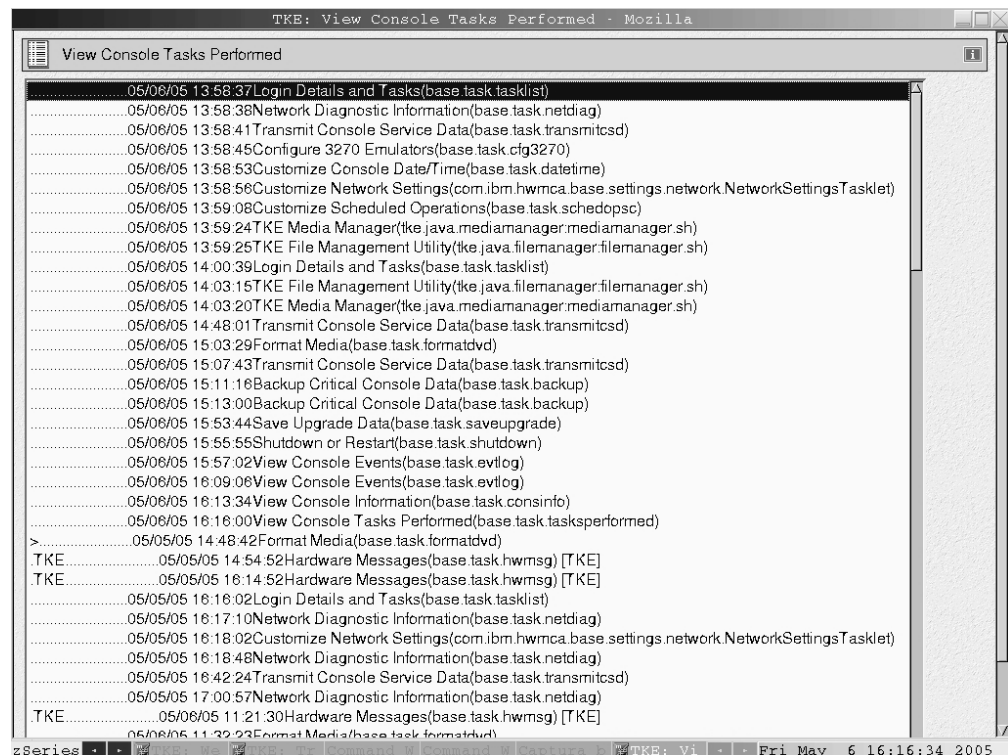 TKE: View Console Tasks Performed - Mozilla
View Console Tasks Performed
........................05/06/05 13:58:37Login Details and Tasks(base.task.tasklist)
........................05/06/05 13:58:38Network Diagnostic Information(base.task.netdiag)
........................05/06/05 13:58:41Transmit Console Service Data(base.task.transmitcsd)
........................05/06/05 13:58:45Configure 3270 Emulators(base.task.cfg3270)
........................05/06/05 13:58:53Customize Console Date/Time(base.task.datetime)
........................05/06/05 13:58:56Customize Network Settings(com.ibm.hwmca.base.settings.network.NetworkSettingsTasklet)
........................05/06/05 13:59:08Customize Scheduled Operations(base.task.schedopsc)
........................05/06/05 13:59:24TKE Media Manager(tke.java.mediamanager:mediamanager.sh)
........................05/06/05 13:59:25TKE File Management Utility(tke.java.filemanager:filemanager.sh)
........................05/06/05 14:00:39Login Details and Tasks(base.task.tasklist)
........................05/06/05 14:03:15TKE File Management Utility(tke.java.filemanager:filemanager.sh)
........................05/06/05 14:03:20TKE Media Manager(tke.java.mediamanager:mediamanager.sh)
........................05/06/05 14:48:01Transmit Console Service Data(base.task.transmitcsd)
........................05/06/05 15:03:29Format Media(base.task.formatdvd)
........................05/06/05 15:07:43Transmit Console Service Data(base.task.transmitcsd)
........................05/06/05 15:11:16Backup Critical Console Data(base.task.backup)
........................05/06/05 15:13:00Backup Critical Console Data(base.task.backup)
........................05/06/05 15:53:44Save Upgrade Data(base.task.saveupgrade)
........................05/06/05 15:55:55Shutdown or Restart(base.task.shutdown)
........................05/06/05 15:57:02View Console Events(base.task.evtlog)
........................05/06/05 16:09:06View Console Events(base.task.evtlog)
........................05/06/05 16:13:34View Console Information(base.task.consinfo)
........................05/06/05 16:16:00View Console Tasks Performed(base.task.tasksperformed)
>.......................05/05/05 14:48:42Format Media(base.task.formatdvd)
.TKE.......................05/05/05 14:54:52Hardware Messages(base.task.hwmsg) [TKE]
.TKE.......................05/05/05 16:14:52Hardware Messages(base.task.hwmsg) [TKE]
........................05/05/05 16:16:02Login Details and Tasks(base.task.tasklist)
........................05/05/05 16:17:10Network Diagnostic Information(base.task.netdiag)
........................05/05/05 16:18:02Customize Network Settings(com.ibm.hwmca.base.settings.network.NetworkSettingsTasklet)
........................05/05/05 16:18:48Network Diagnostic Information(base.task.netdiag)
........................05/05/05 16:42:24Transmit Console Service Data(base.task.transmitcsd)
........................05/05/05 17:00:57Network Diagnostic Information(base.task.netdiag)
.TKE.......................05/06/05 11:21:30Hardware Messages(base.task.hwmsg) [TKE]
........................05/06/05 11:32:23Format Media(base.task.formatdvd)
zSeries TKE: We TKE: Tr Command W Command W Captura b TKE: Vi Fri May 6 16:16:34 2005